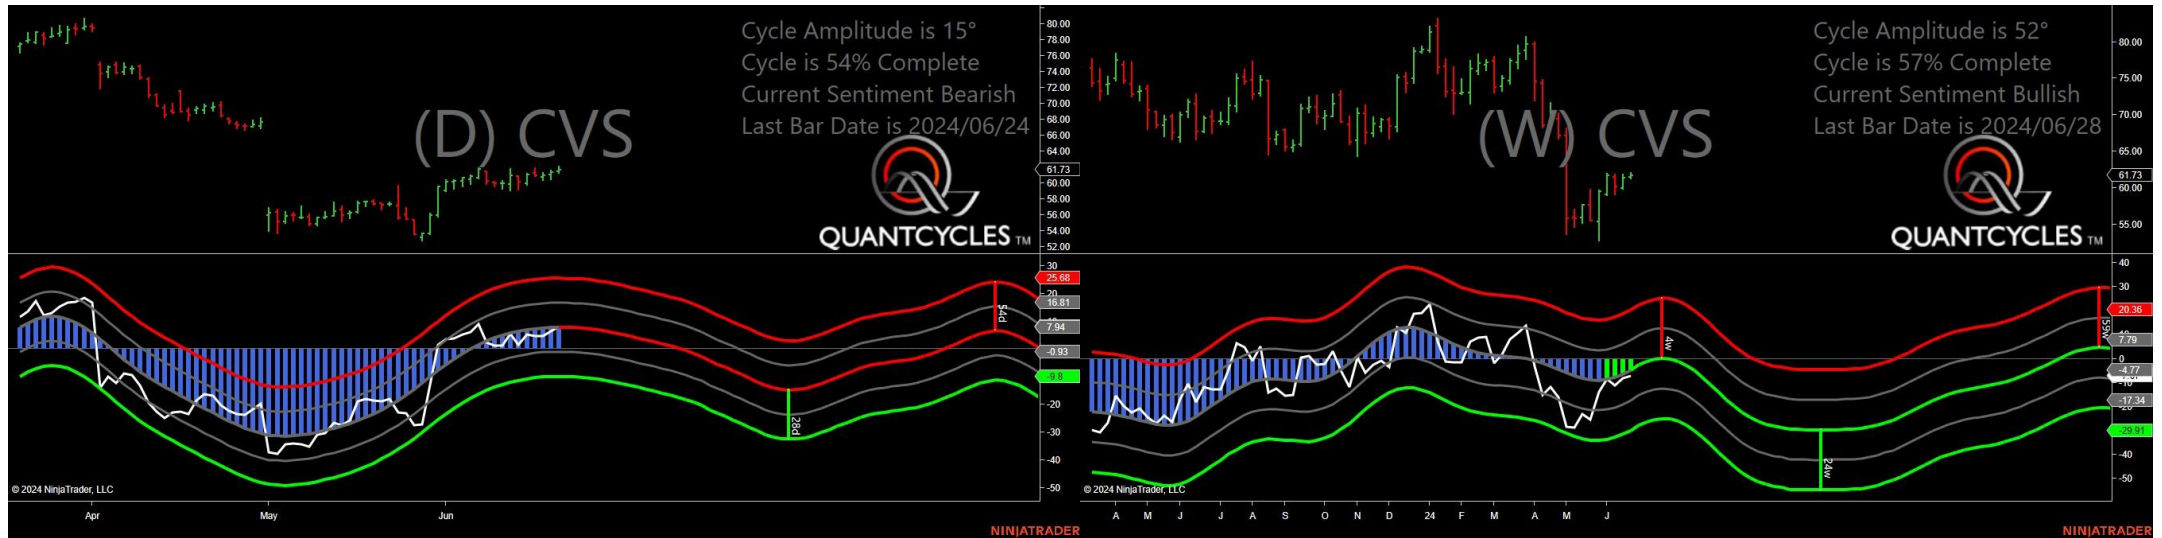 Cycle Amplitude is 15°
Cycle is 54% Complete
Current Sentiment Bearish
Last Bar Date is 2024/06/24
(D) CVS
QUANTCYCLES TM
80.00
78.00
76.00
74.00
72.00
70.00
68.00
66.00
64.00
61.73
60.00
58.00
56.00
54.00
52.00
30
25.68
20
16.81
7.94
-0.93
-9.8
-20
-30
-40
-50
54d
28d
© 2024 NinjaTrader, LLC
Apr
May
Jun
NINJATRADER
Cycle Amplitude is 52°
Cycle is 57% Complete
Current Sentiment Bullish
Last Bar Date is 2024/06/28
(W) CVS
QUANTCYCLES TM
80.00
75.00
70.00
65.00
61.73
60.00
55.00
40
30
20.36
10
7.79
0
-4.77
-10
-17.34
-20
-29.91
-40
-50
4w
24w
59w
© 2024 NinjaTrader, LLC
A M J J A S O N D 24 F M A M J
NINJATRADER